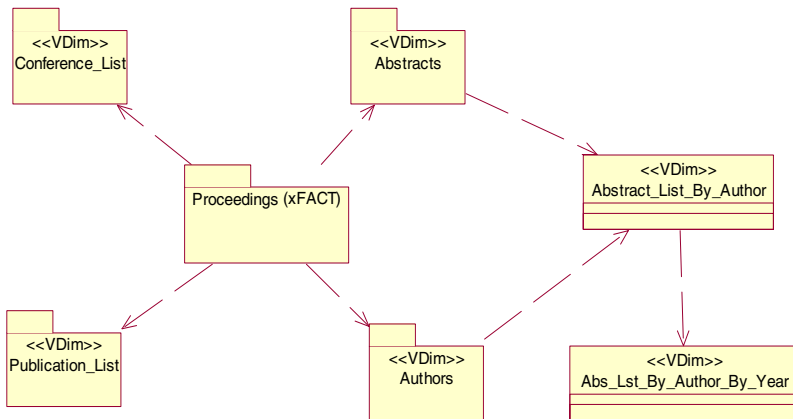 <<VDim>>
Conference_List
<<VDim>>
Abstracts
<<VDim>>
Abstract_List_By_Author
Proceedings (xFACT)
<<VDim>>
Publication_List
<<VDim>>
Authors
<<VDim>>
Abs_Lst_By_Author_By_Year